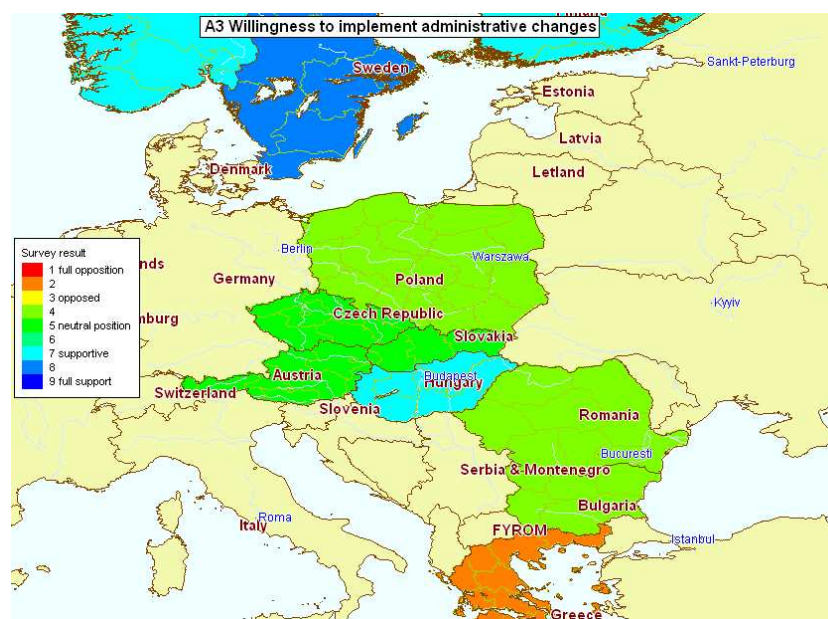 A3 Willingness to implement administrative changes
Sweden
Sankt-Peterburg
Estonia
Latvia
Denmark
Letland
Berlin
Warszawa
Germany
Poland
Kyyiv
Czech Republic
Slovakia
Austria
Budapest
Hungary
Switzerland
Slovenia
Romania
Bucuresti
Serbia & Montenegro
Bulgaria
Roma
Italy
FYROM
Istanbul
Greece
Survey result
1 full opposition
2
3 opposed
4
5 neutral position
6
7 supportive
8
9 full support